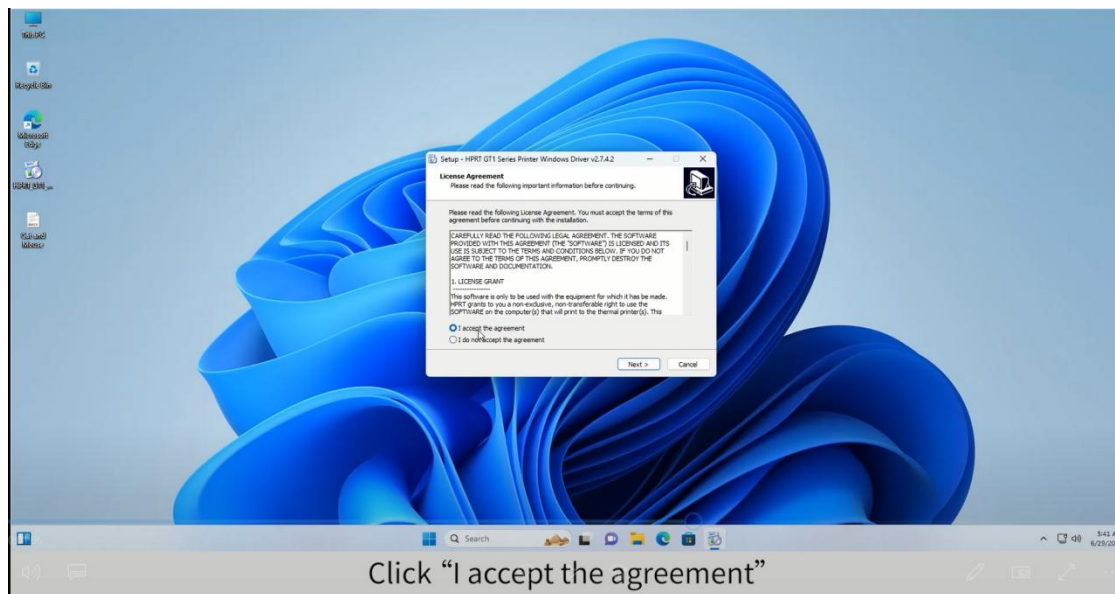 This PC
Recycle Bin
Microsoft
Edge
HPRT_GT1_...
Setup - HPRT GT1 Series Printer Windows Driver v2.7.4.2
License Agreement
Please read the following important information before continuing.
Please read the following License Agreement. You must accept the terms of this
agreement before continuing with the installation.
CAREFULLY READ THE FOLLOWING LEGAL AGREEMENT. THE SOFTWARE
PROVIDED WITH THIS AGREEMENT (THE "SOFTWARE") IS LICENSED AND ITS
USE IS SUBJECT TO THE TERMS AND CONDITIONS BELOW. IF YOU DO NOT
AGREE TO THE TERMS OF THIS AGREEMENT, PROMPTLY DESTROY THE
SOFTWARE AND DOCUMENTATION.
1. LICENSE GRANT
---------------
This software is only to be used with the equipment for which it has be made.
HPRT grants to you a non-exclusive, non-transferable right to use the
SOFTWARE on the computer(s) that will print to the thermal printer(s). This
I accept the agreement
I do not accept the agreement
Next >
Cancel
Search
5:41 A
6/29/20
Click “I accept the agreement”